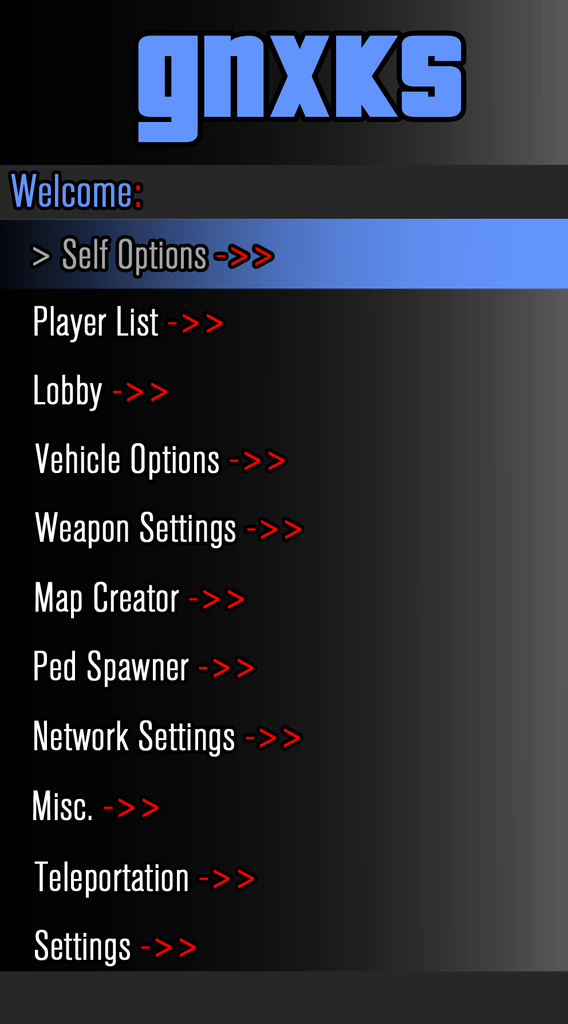 gnxks
Welcome:
> Self Options ->>
Player List ->>
Lobby ->>
Vehicle Options ->>
Weapon Settings ->>
Map Creator ->>
Ped Spawner ->>
Network Settings ->>
Misc. ->>
Teleportation ->>
Settings ->>